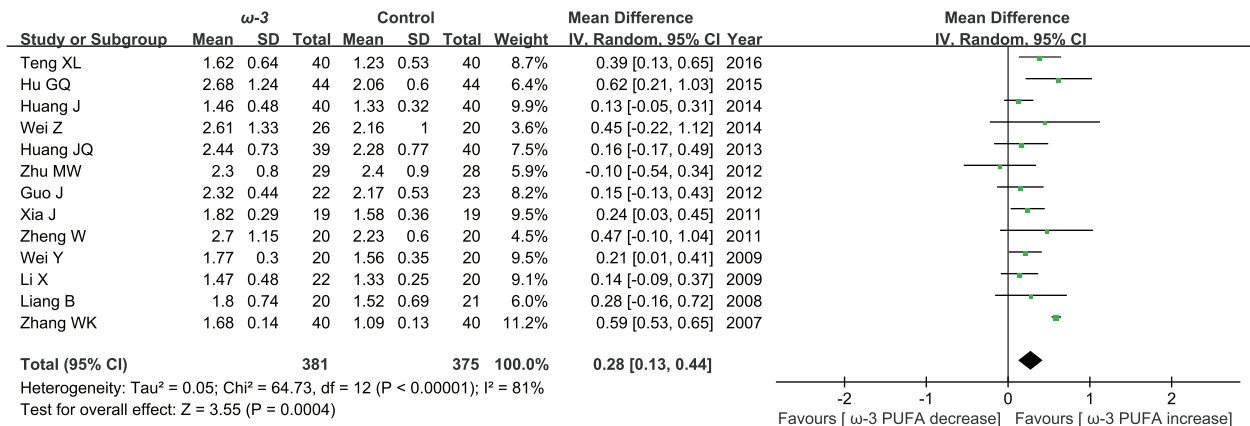 ω-3 Control Mean Difference Mean Difference
Study or Subgroup Mean SD Total Mean SD Total Weight IV, Random, 95% CI Year IV, Random, 95% CI
Teng XL 1.62 0.64 40 1.23 0.53 40 8.7% 0.39 [0.13, 0.65] 2016
Hu GQ 2.68 1.24 44 2.06 0.6 44 6.4% 0.62 [0.21, 1.03] 2015
Huang J 1.46 0.48 40 1.33 0.32 40 9.9% 0.13 [-0.05, 0.31] 2014
Wei Z 2.61 1.33 26 2.16 1 20 3.6% 0.45 [-0.22, 1.12] 2014
Huang JQ 2.44 0.73 39 2.28 0.77 40 7.5% 0.16 [-0.17, 0.49] 2013
Zhu MW 2.3 0.8 29 2.4 0.9 28 5.9% -0.10 [-0.54, 0.34] 2012
Guo J 2.32 0.44 22 2.17 0.53 23 8.2% 0.15 [-0.13, 0.43] 2012
Xia J 1.82 0.29 19 1.58 0.36 19 9.5% 0.24 [0.03, 0.45] 2011
Zheng W 2.7 1.15 20 2.23 0.6 20 4.5% 0.47 [-0.10, 1.04] 2011
Wei Y 1.77 0.3 20 1.56 0.35 20 9.5% 0.21 [0.01, 0.41] 2009
Li X 1.47 0.48 22 1.33 0.25 20 9.1% 0.14 [-0.09, 0.37] 2009
Liang B 1.8 0.74 20 1.52 0.69 21 6.0% 0.28 [-0.16, 0.72] 2008
Zhang WK 1.68 0.14 40 1.09 0.13 40 11.2% 0.59 [0.53, 0.65] 2007
Total (95% CI) 381 375 100.0% 0.28 [0.13, 0.44]
Heterogeneity: Tau² = 0.05; Chi² = 64.73, df = 12 (P < 0.00001); I² = 81%
Test for overall effect: Z = 3.55 (P = 0.0004)
-2 -1 0 1 2
Favours [ ω-3 PUFA decrease] Favours [ ω-3 PUFA increase]